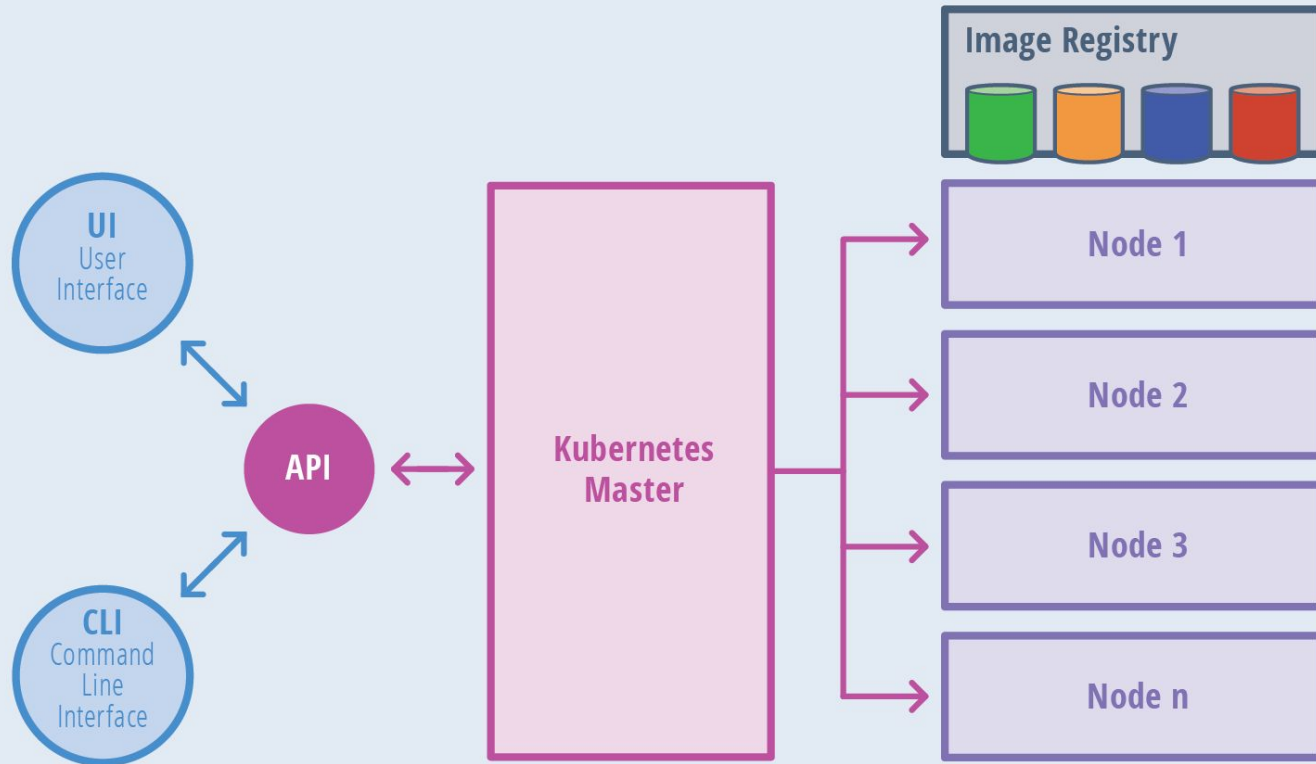 Image Registry
UI
User
Interface
API
CLI
Command
Line
Interface
Kubernetes
Master
Node 1
Node 2
Node 3
Node n